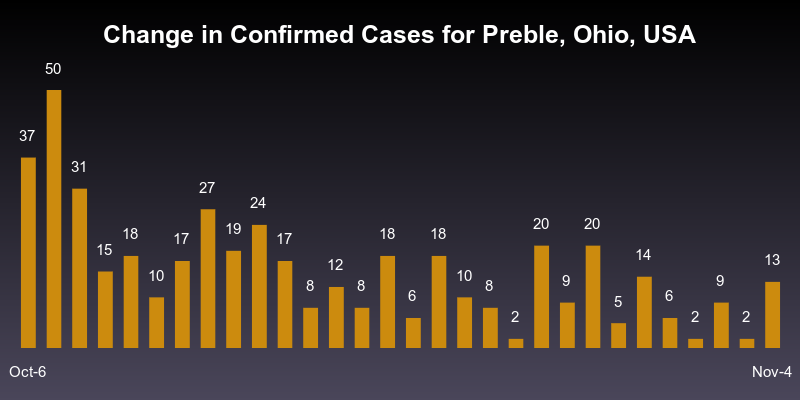 Change in Confirmed Cases for Preble, Ohio, USA
37 50 31 15 18 10 17 27 19 24 17 8 12 8 18 6 18 10 8 2 20 9 20 5 14 6 2 9 2 13
Oct-6 Nov-4